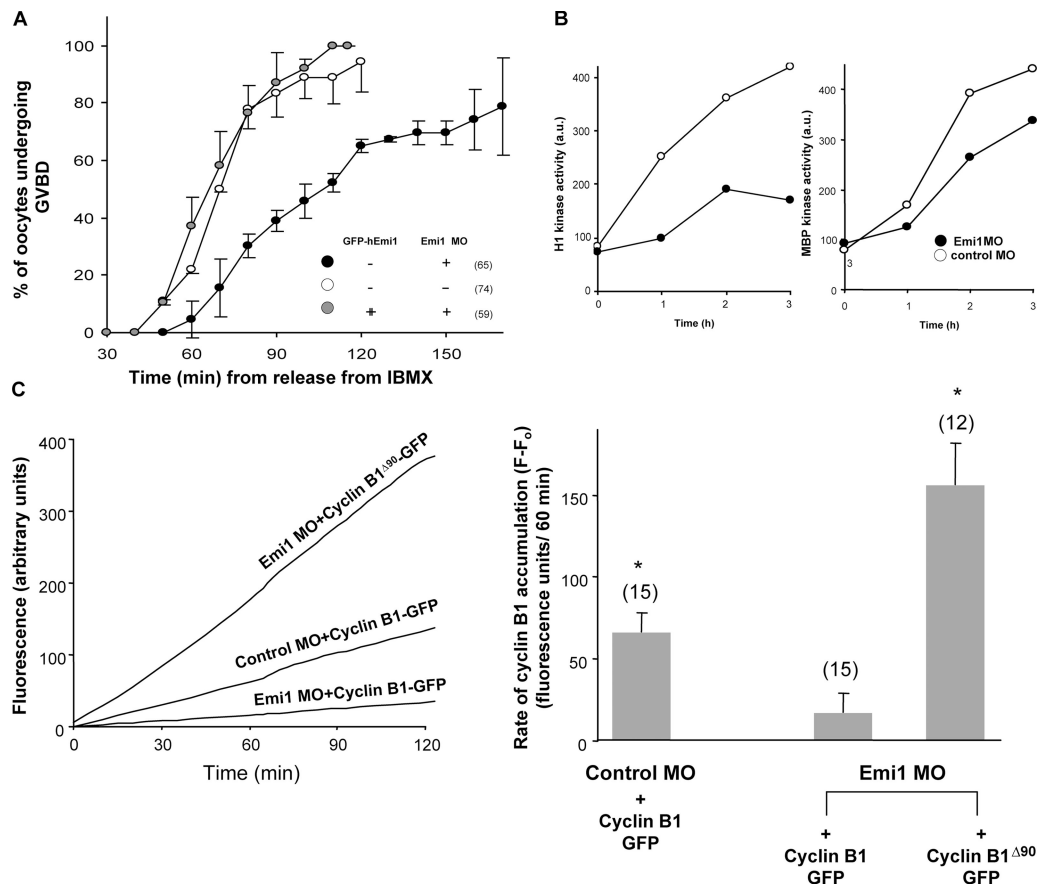 A
% of oocytes undergoing
GVBD
100
80
60
40
20
0
30 60 90 120 150
Time (min) from release from IBMX
GFP-hEmi1 Emi1 MO
- + (65)
- – (74)
+ + (59)
B
H1 kinase activity (a.u.)
400
300
200
100
0
0 1 2 3
Time (h)
MBP kinase activity (a.u.)
400
300
200
100
0
3
Emi1MO
control MO
0 1 2 3
Time (h)
C
Fluorescence (arbitrary units)
400
300
200
100
0
0 30 60 90 120
Time (min)
Emi1 MO+Cyclin B1Δ90-GFP
Control MO+Cyclin B1-GFP
Emi1 MO+Cyclin B1-GFP
Rate of cyclin B1 accumulation (F-Fo)
(fluorescence units/ 60 min)
150
100
50
0
*
(15)
(15)
*
(12)
Control MO
+
Cyclin B1
GFP
Emi1 MO
+
Cyclin B1
GFP
+
Cyclin B1Δ90
GFP